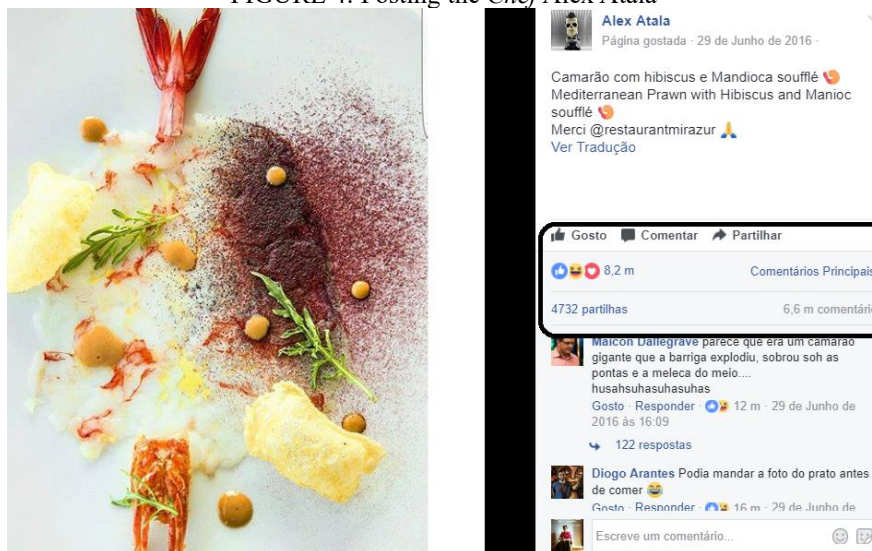 FIGURE 4. Posting the Chef Alex Atala
Alex Atala
Página gostada · 29 de Junho de 2016 ·
Camarão com hibiscus e Mandioca soufflé
Mediterranean Prawn with Hibiscus and Manioc
soufflé
Merci @restaurantmirazur
Ver Tradução
Gosto Comentar Partilhar
8,2 m Comentários Principais
4732 partilhas 6,6 m comentário
Maicon Dallegrave parece que era um camarão
gigante que a barriga explodiu, sobrou soh as
pontas e a meleca do meio....
husahsuhasuhasuhas
Gosto · Responder · 12 m · 29 de Junho de
2016 às 16:09
122 respostas
Diogo Arantes Podia mandar a foto do prato antes
de comer
Gosto · Responder · 16 m · 29 de Junho de
Escreve um comentário...